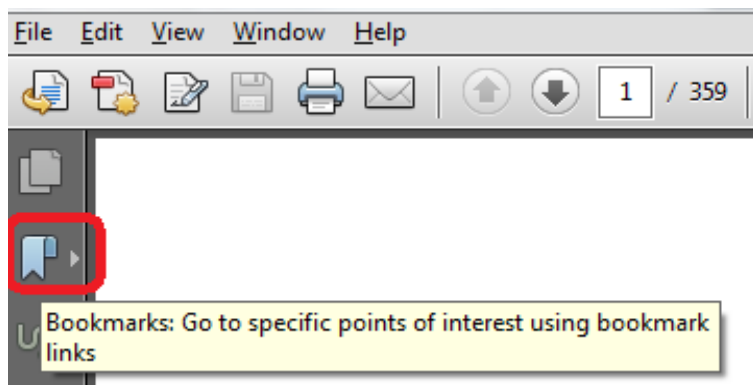 File Edit View Window Help
1 / 359
Bookmarks: Go to specific points of interest using bookmark
links